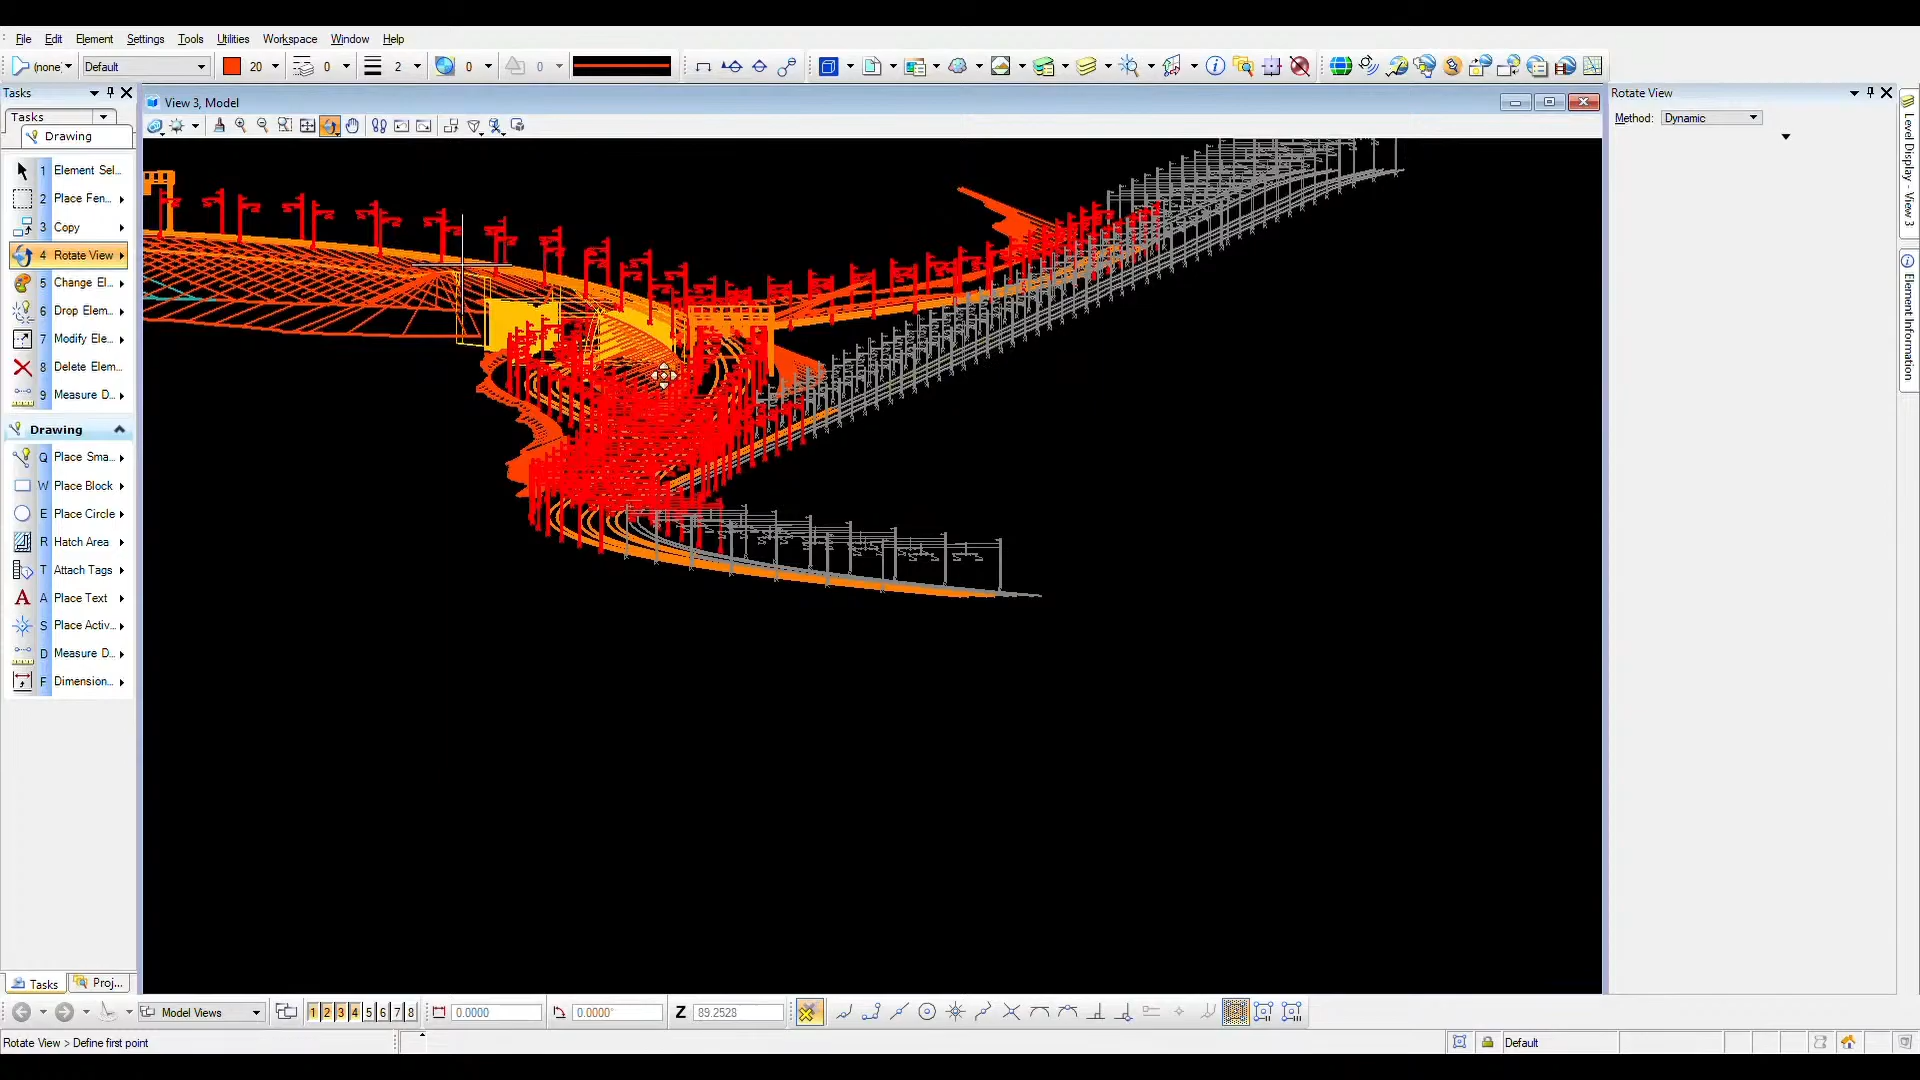 File Edit Element Settings Tools Utilities Workspace Window Help
(none) Default 20 0 2 0 0
Tasks
View 3, Model
Rotate View
Tasks
Method: Dynamic
Drawing
1 Element Sel...
2 Place Fen...
3 Copy
4 Rotate View
5 Change El...
6 Drop Elem...
7 Modify Ele...
8 Delete Elem...
9 Measure D...
Drawing
Q Place Sma...
W Place Block
E Place Circle
R Hatch Area
T Attach Tags
A Place Text
S Place Activ...
D Measure D...
F Dimension...
Level Display - View 3
Element Information
Tasks Proj...
Model Views 1 2 3 4 5 6 7 8 0.0000 0.0000° Z 89.2528
Rotate View > Define first point Default